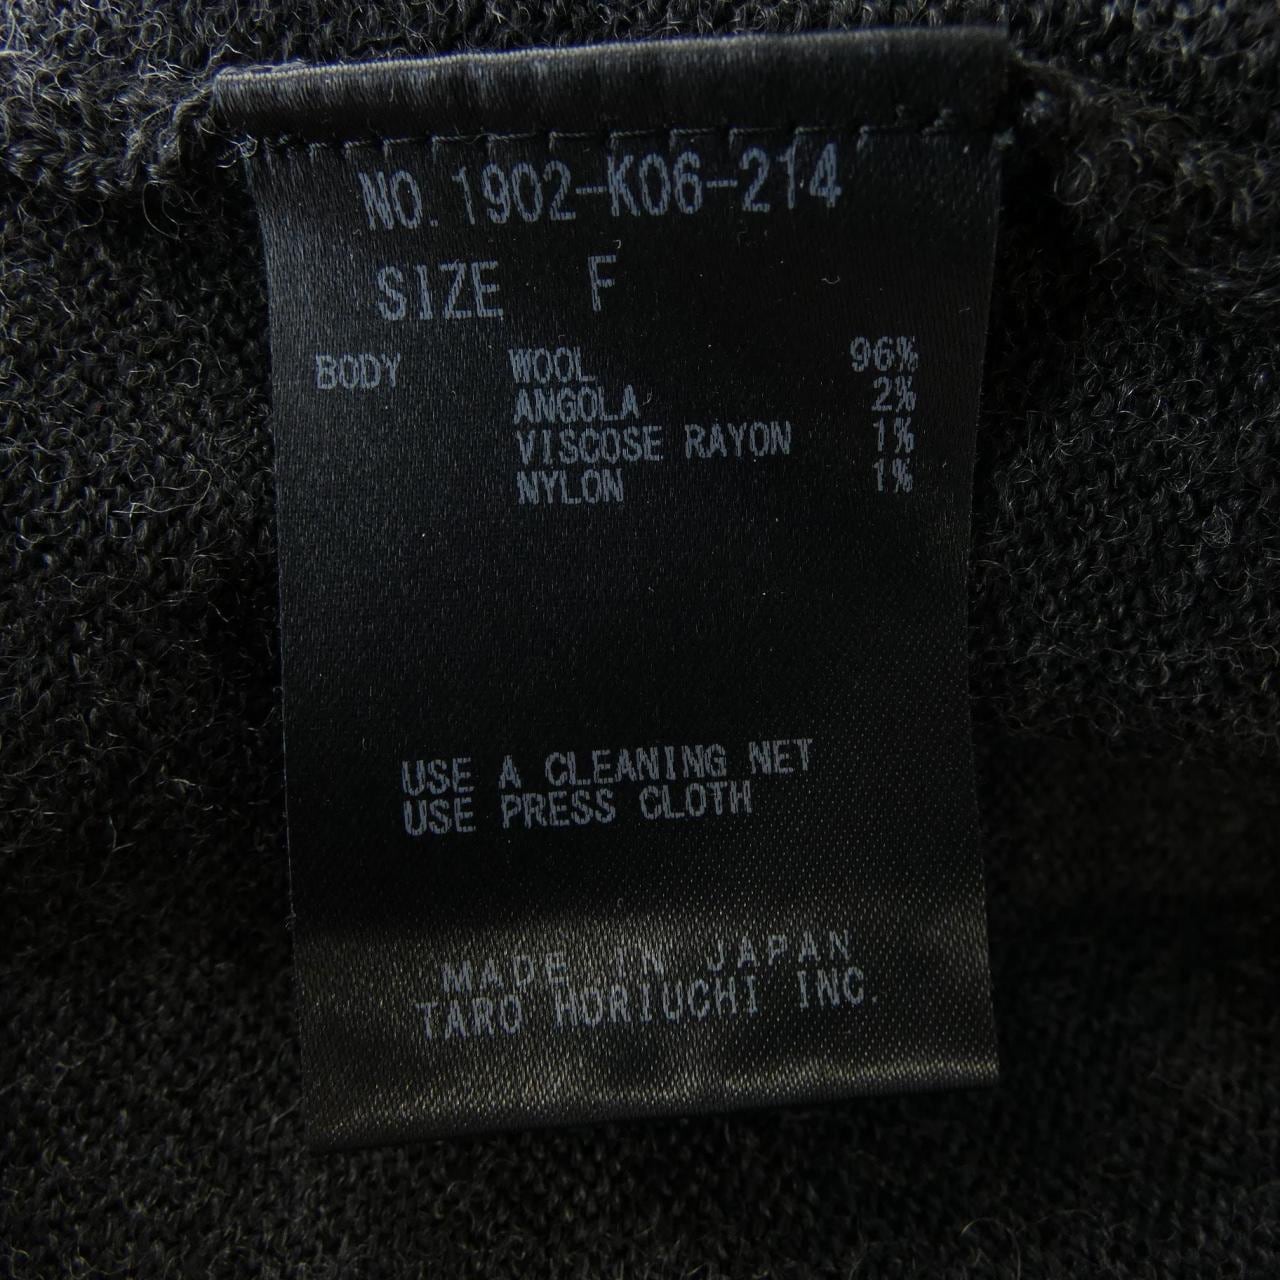 NO. 1902-K06-214
SIZE F
BODY WOOL 96%
ANGOLA 2%
VISCOSE RAYON 1%
NYLON 1%
USE A CLEANING NET
USE PRESS CLOTH
MADE IN JAPAN
TARO HORIUCHI INC.